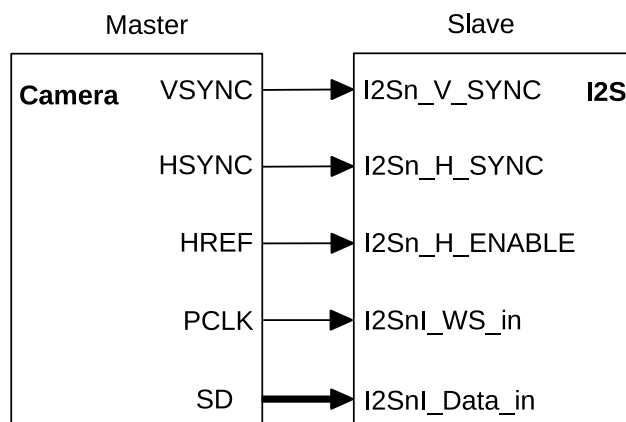 Master Slave
Camera VSYNC I2Sn_V_SYNC I2S
HSYNC I2Sn_H_SYNC
HREF I2Sn_H_ENABLE
PCLK I2SnI_WS_in
SD I2SnI_Data_in